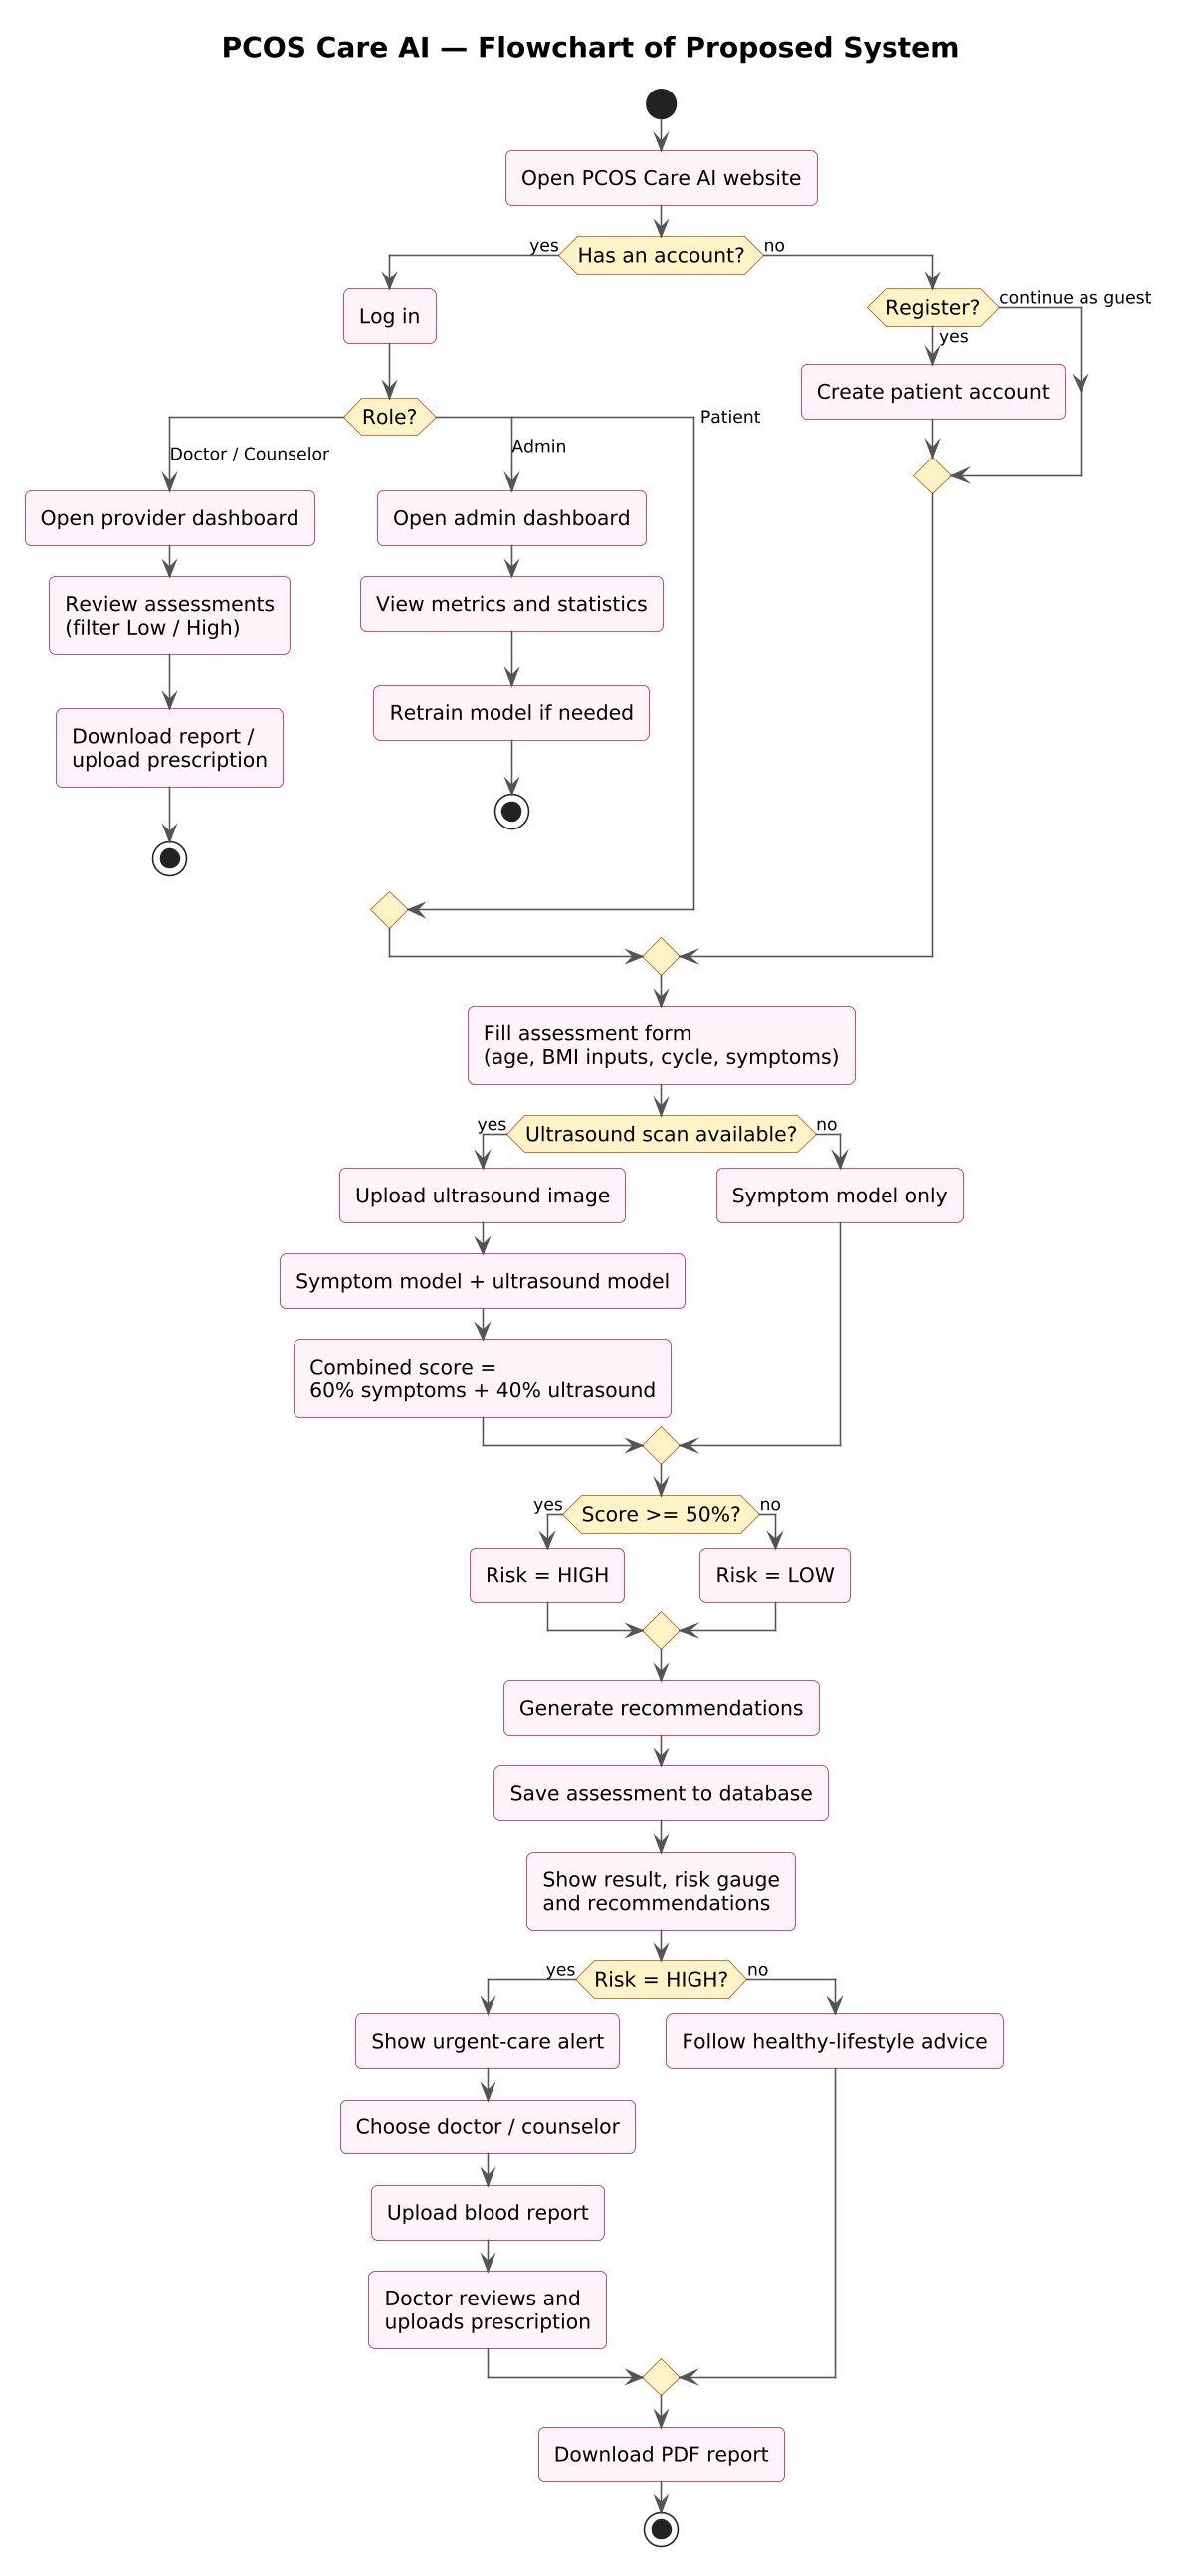 PCOS Care AI — Flowchart of Proposed System
Open PCOS Care AI website
yes
Has an account?
no
Log in
Register?
continue as guest
yes
Create patient account
Role?
Patient
Doctor / Counselor
Admin
Open provider dashboard
Open admin dashboard
Review assessments
(filter Low / High)
View metrics and statistics
Download report /
upload prescription
Retrain model if needed
Fill assessment form
(age, BMI inputs, cycle, symptoms)
yes
Ultrasound scan available?
no
Upload ultrasound image
Symptom model only
Symptom model + ultrasound model
Combined score =
60% symptoms + 40% ultrasound
yes
Score >= 50%?
no
Risk = HIGH
Risk = LOW
Generate recommendations
Save assessment to database
Show result, risk gauge
and recommendations
yes
Risk = HIGH?
no
Show urgent-care alert
Follow healthy-lifestyle advice
Choose doctor / counselor
Upload blood report
Doctor reviews and
uploads prescription
Download PDF report